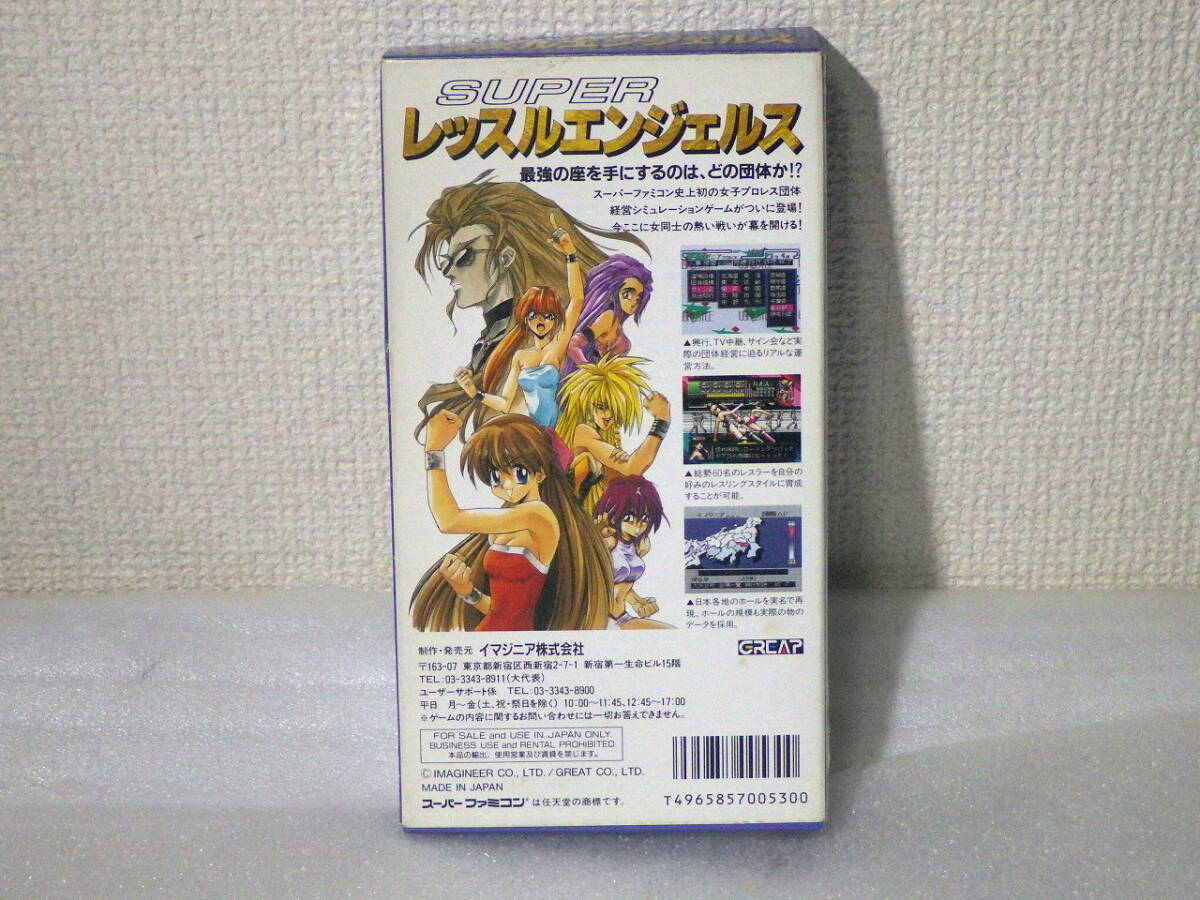 SUPER
レッスルエンジェルス
最強の座を手にするのは、どの団体か!?
スーパーファミコン史上初の女子プロレス団体
経営シミュレーションゲームがついに登場!
今ここに女同士の熱い戦いが幕を開ける!
▲興行、TV中継、サイン会など実
際の団体経営に迫るリアルな運
営方法。
▲総勢60名のレスラーを自分の
好みのレスリングスタイルに育成
することが可能。
▲日本各地のホールを実名で再
現。ホールの規模も実際の物の
データを採用。
GREAT
制作・発売元 イマジニア株式会社
〒163-07 東京都新宿区西新宿2-7-1 新宿第一生命ビル15階
TEL:03-3343-8911(大代表)
ユーザーサポート係 TEL:03-3343-8900
平日 月〜金(土、祝・祭日を除く) 10:00〜11:45、12:45〜17:00
※ゲームの内容に関するお問い合わせには一切お答えできません。
FOR SALE and USE IN JAPAN ONLY.
BUSINESS USE and RENTAL PROHIBITED.
本品の輸出、使用営業及び賃貸を禁じます。
© IMAGINEER CO., LTD. / GREAT CO., LTD.
MADE IN JAPAN
スーパーファミコン®は任天堂の商標です。
T4965857005300